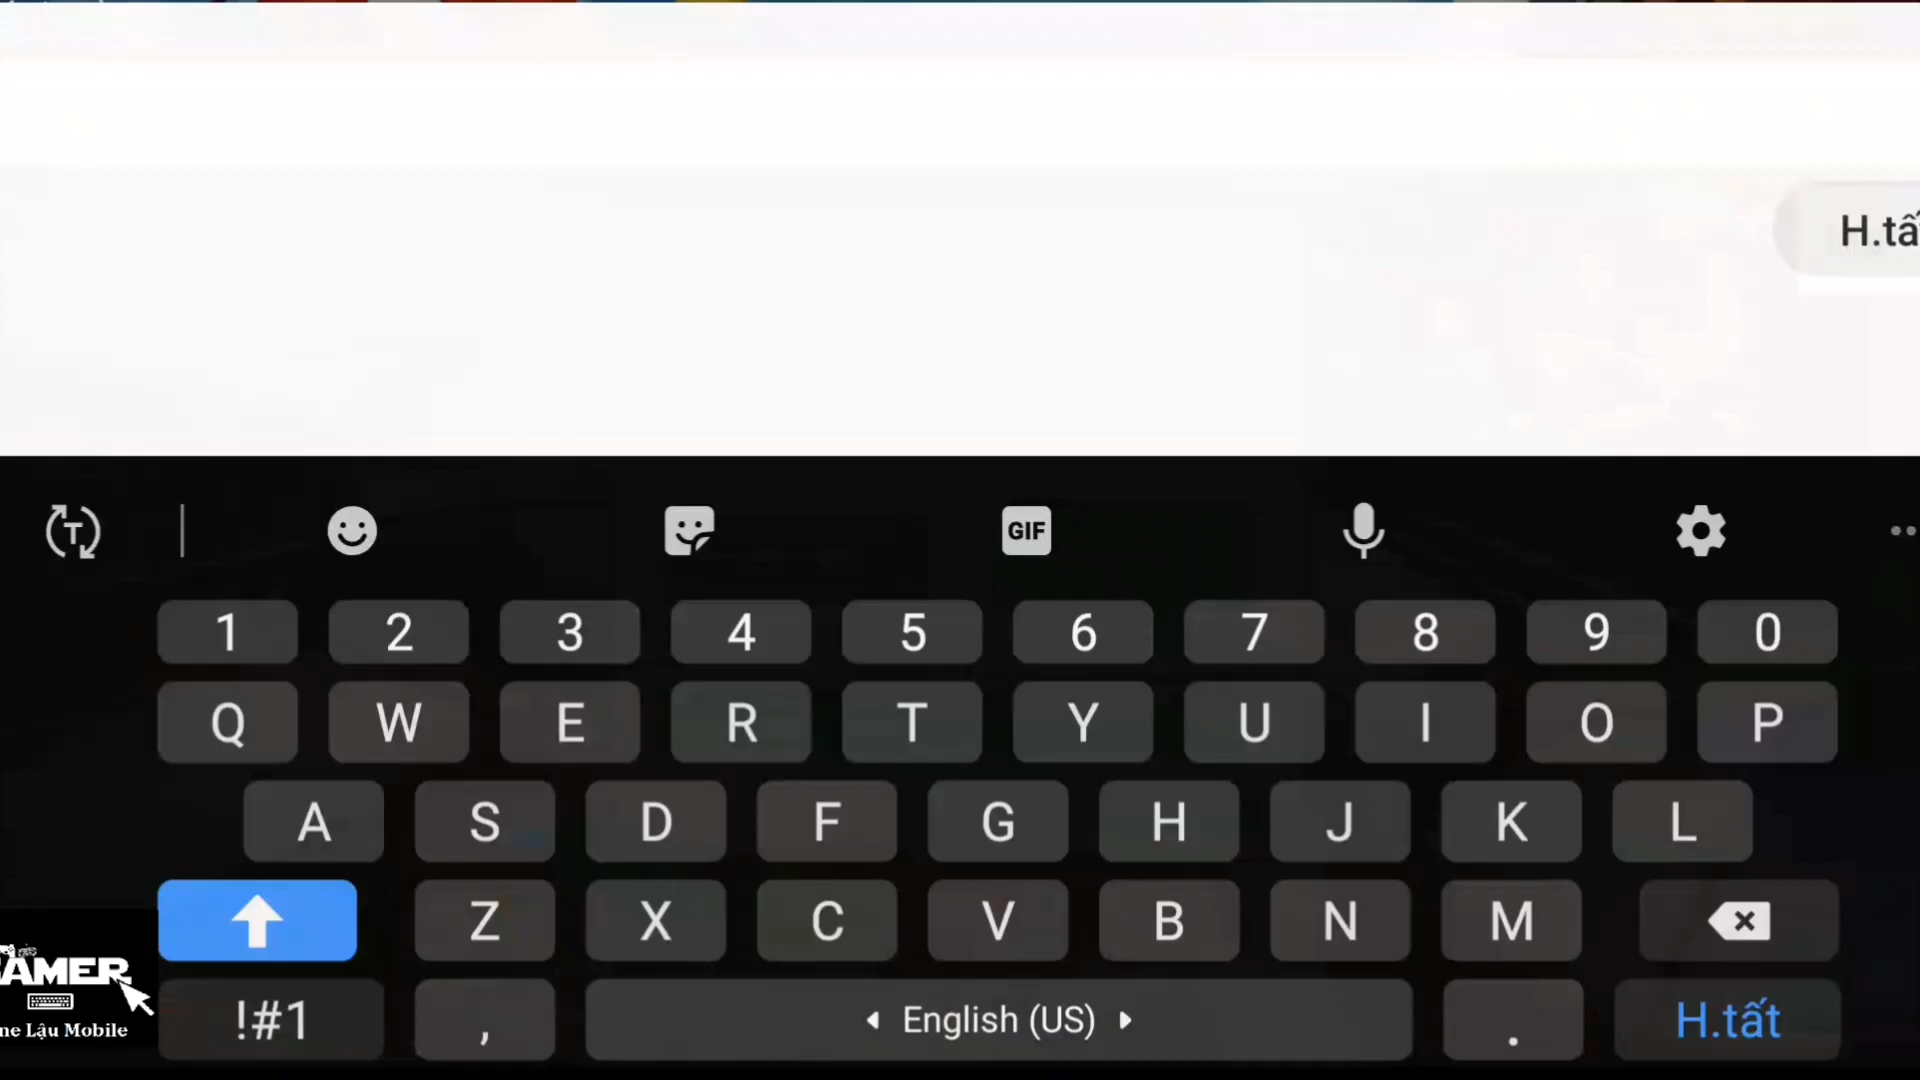 H.tấ
T
GIF
1 2 3 4 5 6 7 8 9 0
Q W E R T Y U I O P
A S D F G H J K L
Z X C V B N M
!#1 , English (US) . H.tất
GAMER
ne Lậu Mobile